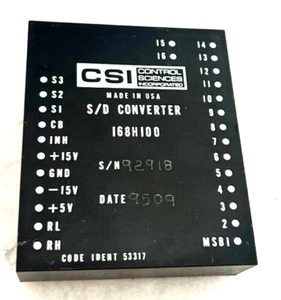 15 14
16 13
CSI CONTROL SCIENCES INCORPORATED
12
MADE IN USA
11
S3 10
S2 S/D CONVERTER 9
S1 168H100 8
CB 7
INH 6
+15V S/N 92918 5
GND 4
-15V DATE 9509 3
+5V 2
RL MSB1
RH
CODE IDENT 53317